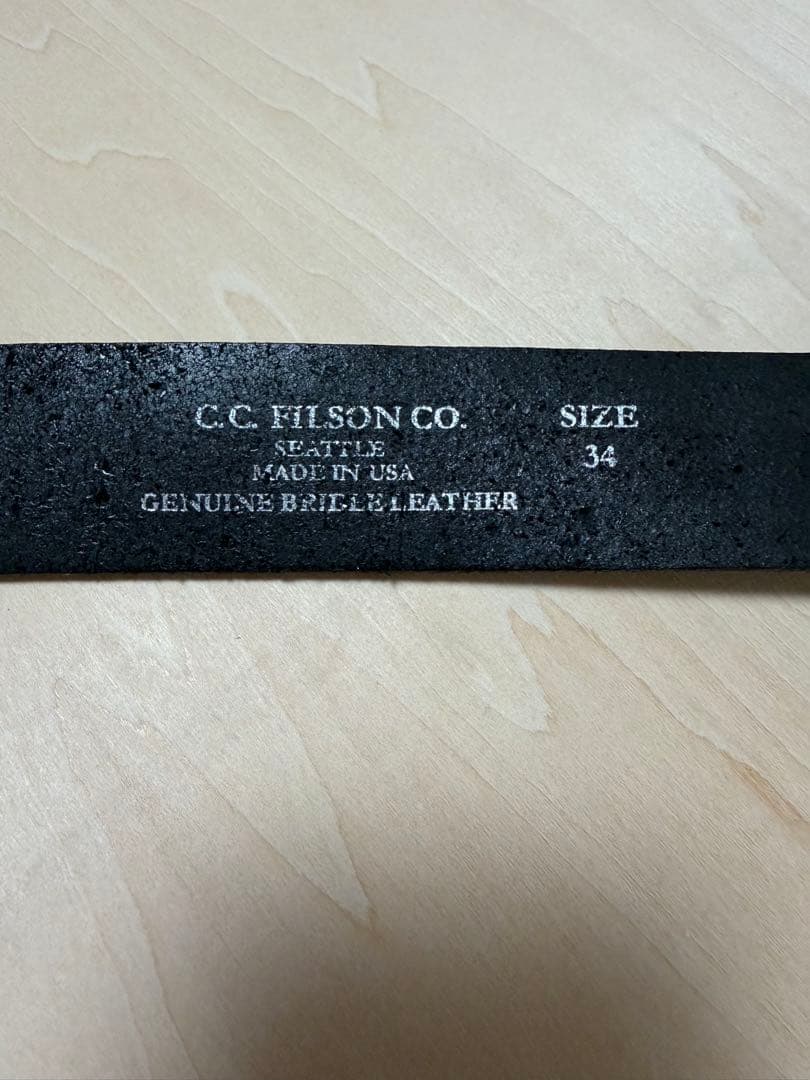 C.C. FILSON CO.
SEATTLE
MADE IN USA
GENUINE BRIDLE LEATHER
SIZE
34